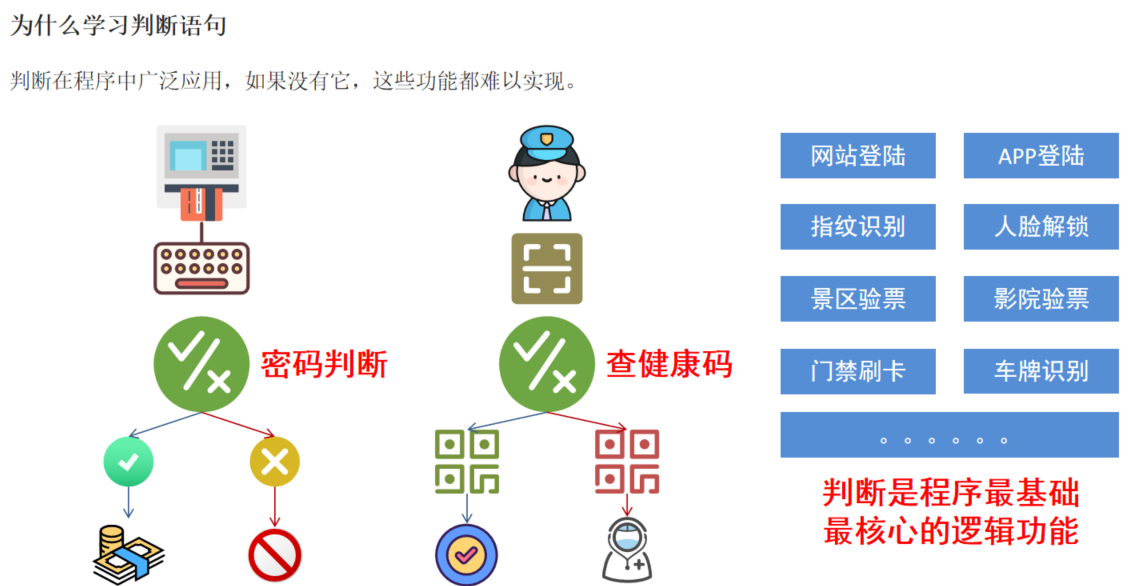 为什么学习判断语句
判断在程序中广泛应用，如果没有它，这些功能都难以实现。
密码判断
查健康码
网站登陆
APP登陆
指纹识别
人脸解锁
景区验票
影院验票
门禁刷卡
车牌识别
。。。。。。
判断是程序最基础
最核心的逻辑功能